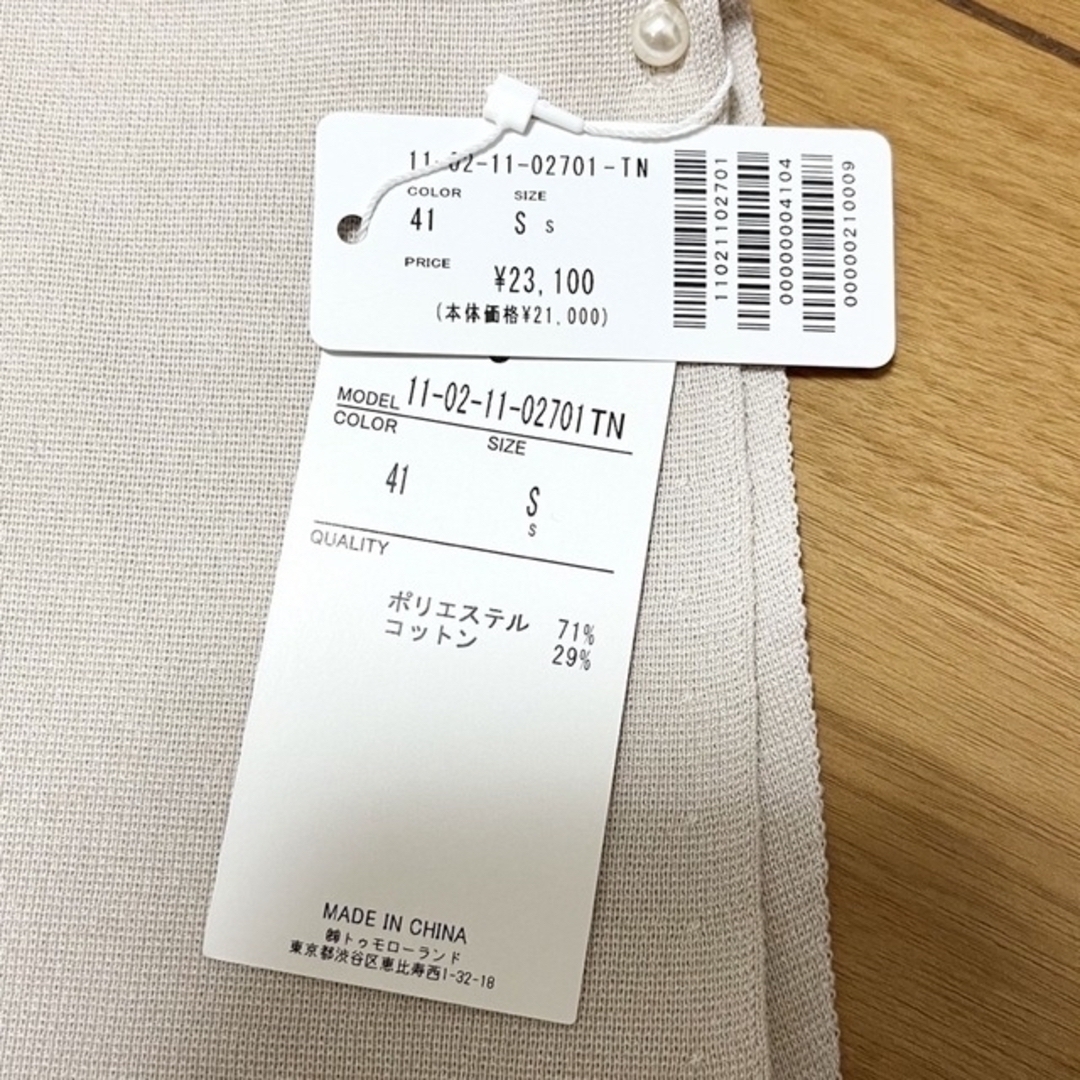 11-02-11-02701-TN
COLOR SIZE
41 S S
PRICE ¥23,100
(本体価格¥21,000)
11021102701
0000004104
0000210009
MODEL 11-02-11-02701TN
COLOR SIZE
41 S
S
QUALITY
ポリエステル 71%
コットン 29%
MADE IN CHINA
㈱トゥモローランド
東京都渋谷区恵比寿西1-32-18